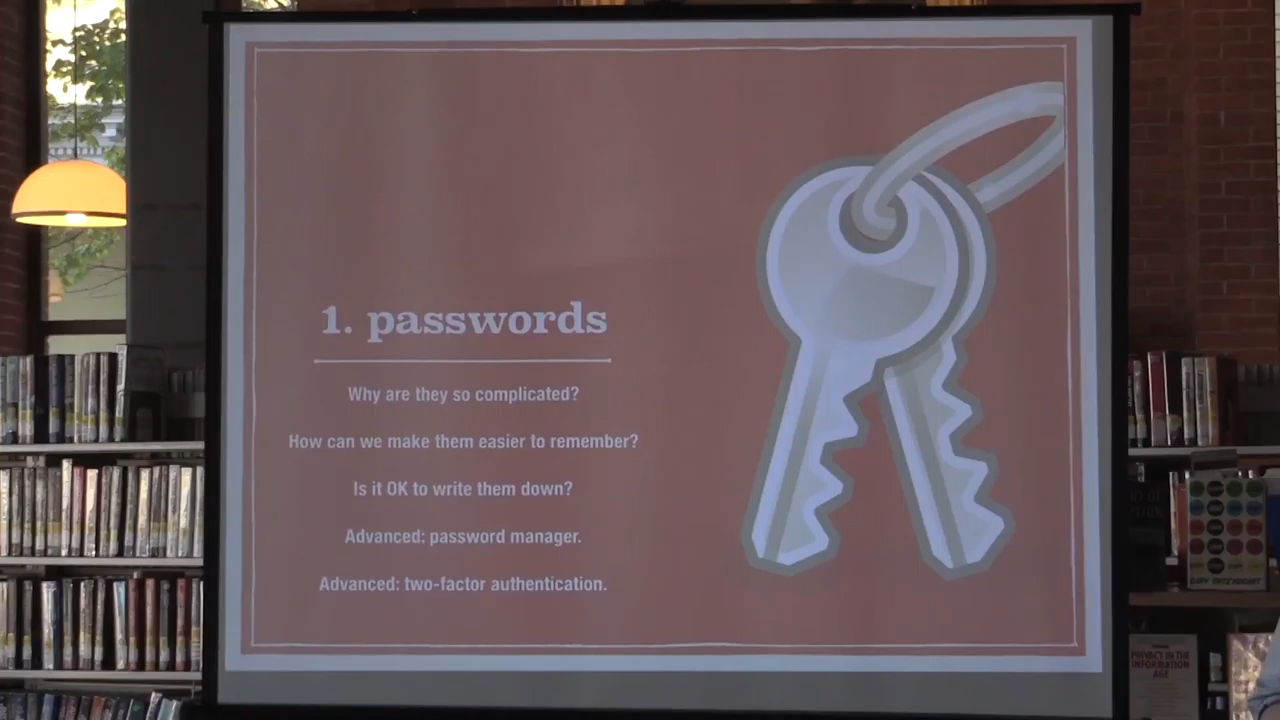 1. passwords
Why are they so complicated?
How can we make them easier to remember?
Is it OK to write them down?
Advanced: password manager.
Advanced: two-factor authentication.
PRIVACY IN THE
INFORMATION
AGE